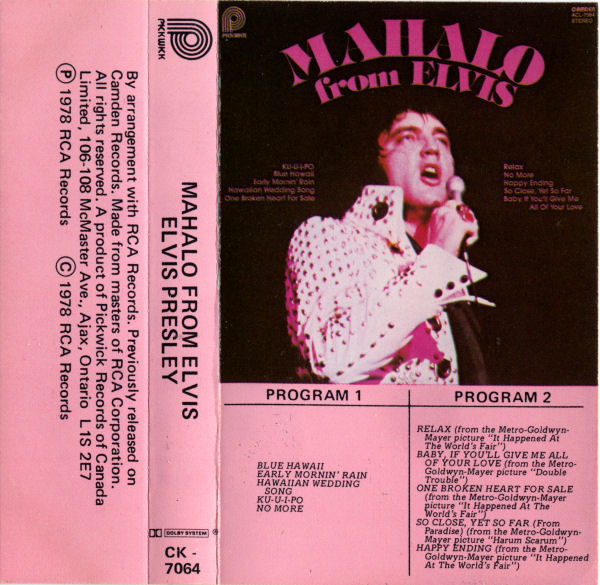 By arrangement with RCA Records. Previously released on
Camden Records. Made from masters of RCA Corporation.
All rights reserved. A product of Pickwick Records of Canada
Limited, 106-108 McMaster Ave., Ajax, Ontario L1S 2E7
Ⓟ 1978 RCA Records © 1978 RCA Records
PICKWICK
MAHALO FROM ELVIS
ELVIS PRESLEY
DOLBY SYSTEM ®
CK -
7064
PICKWICK
CAMDEN
ACL-7064
STEREO
MAHALO
from ELVIS
KU-U-I-PO
Blue Hawaii
Early Mornin' Rain
Hawaiian Wedding Song
One Broken Heart For Sale
Relax
No More
Happy Ending
So Close, Yet So Far
Baby, If You'll Give Me
All Of Your Love
PROGRAM 1
BLUE HAWAII
EARLY MORNIN' RAIN
HAWAIIAN WEDDING
SONG
KU-U-I-PO
NO MORE
PROGRAM 2
RELAX (from the Metro-Goldwyn-
Mayer picture "It Happened At
The World's Fair")
BABY, IF YOU'LL GIVE ME ALL
OF YOUR LOVE (from the Metro-
Goldwyn-Mayer picture "Double
Trouble")
ONE BROKEN HEART FOR SALE
(from the Metro-Goldwyn-Mayer
picture "It Happened At The
World's Fair")
SO CLOSE, YET SO FAR (From
Paradise) (from the Metro-Goldwyn-
Mayer picture "Harum Scarum")
HAPPY ENDING (from the Metro-
Goldwyn-Mayer picture "It Happened
At The World's Fair")